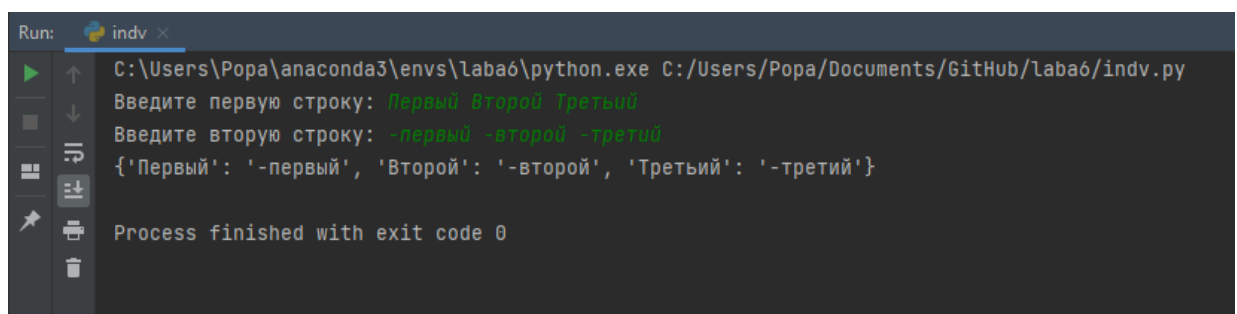 Run: indv
C:\Users\Popa\anaconda3\envs\laba6\python.exe C:/Users/Popa/Documents/GitHub/laba6/indv.py
Введите первую строку: Первый Второй Третьий
Введите вторую строку: -первый -второй -третий
{'Первый': '-первый', 'Второй': '-второй', 'Третьий': '-третий'}
Process finished with exit code 0